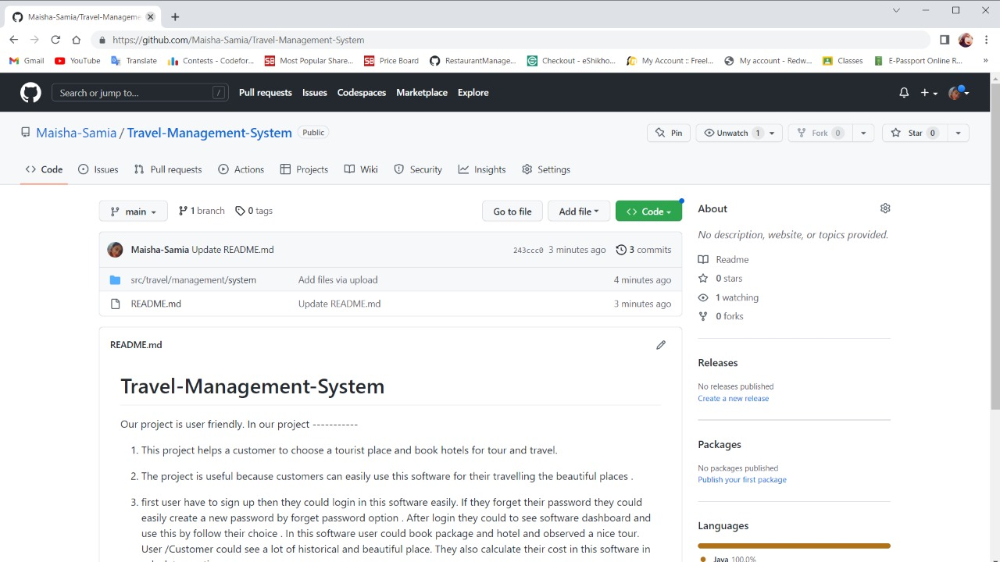 Maisha-Samia/Travel-Manageme
https://github.com/Maisha-Samia/Travel-Management-System
Gmail YouTube Translate Contests - Codefor... Most Popular Share... Price Board RestaurantManage... Checkout - eShikho... My Account :: Freel... My account - Redw... Classes E-Passport Online R... »
Search or jump to... / Pull requests Issues Codespaces Marketplace Explore
Maisha-Samia / Travel-Management-System Public Pin Unwatch 1 Fork 0 Star 0
Code Issues Pull requests Actions Projects Wiki Security Insights Settings
main 1 branch 0 tags Go to file Add file Code
Maisha-Samia Update README.md 243ccc0 3 minutes ago 3 commits
src/travel/management/system Add files via upload 4 minutes ago
README.md Update README.md 3 minutes ago
README.md
Travel-Management-System
Our project is user friendly. In our project -----------
1. This project helps a customer to choose a tourist place and book hotels for tour and travel.
2. The project is useful because customers can easily use this software for their travelling the beautiful places .
3. first user have to sign up then they could login in this software easily. If they forget their password they could
easily create a new password by forget password option . After login they could to see software dashboard and
use this by follow their choice . In this software user could book package and hotel and observed a nice tour.
User /Customer could see a lot of historical and beautiful place. They also calculate their cost in this software in
About
No description, website, or topics provided.
Readme
0 stars
1 watching
0 forks
Releases
No releases published
Create a new release
Packages
No packages published
Publish your first package
Languages
Java 100.0%